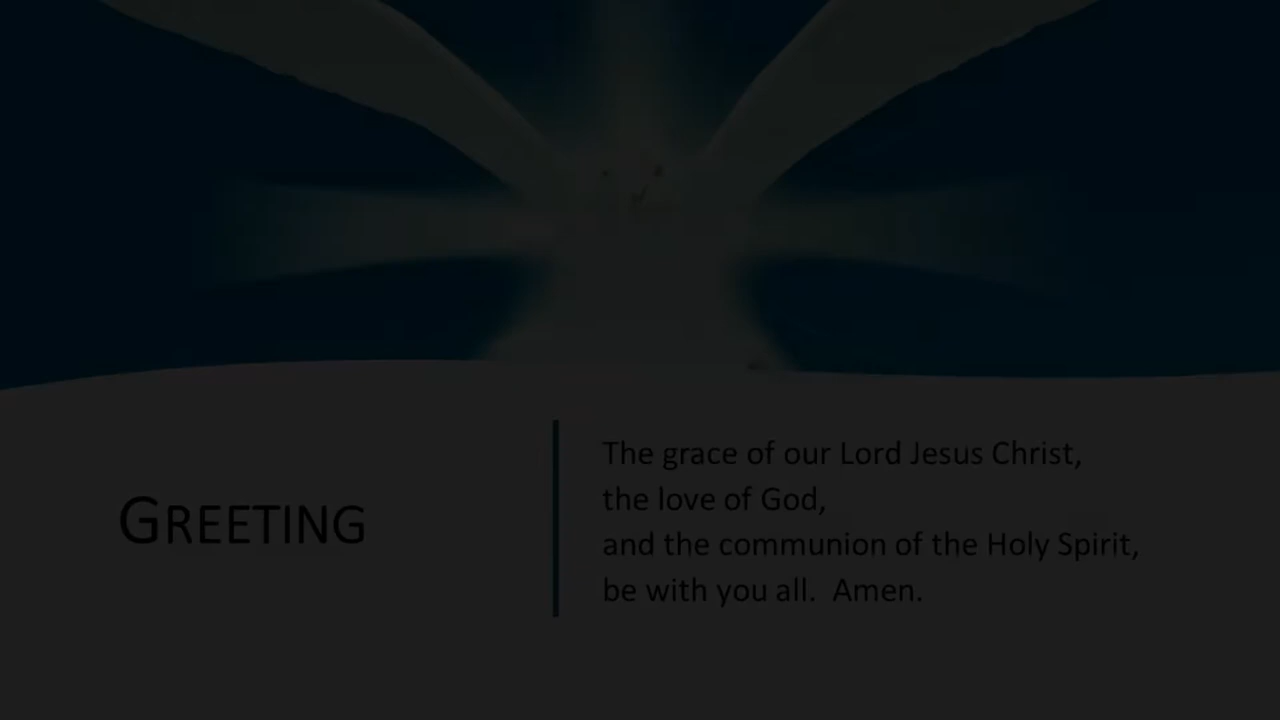 GREETING
The grace of our Lord Jesus Christ,
the love of God,
and the communion of the Holy Spirit,
be with you all.  Amen.